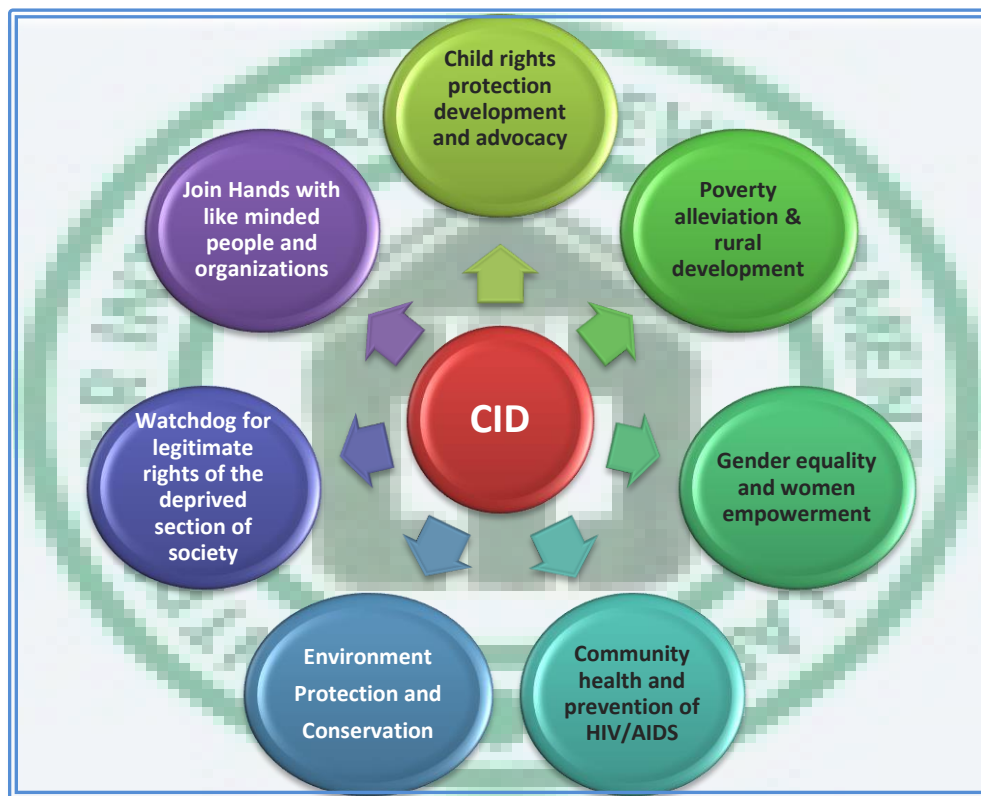 Child rights
protection
development
and advocacy
Poverty
alleviation &
rural
development
Gender equality
and women
empowerment
Community
health and
prevention of
HIV/AIDS
Environment
Protection and
Conservation
Watchdog for
legitimate
rights of the
deprived
section of
society
Join Hands with
like minded
people and
organizations
CID